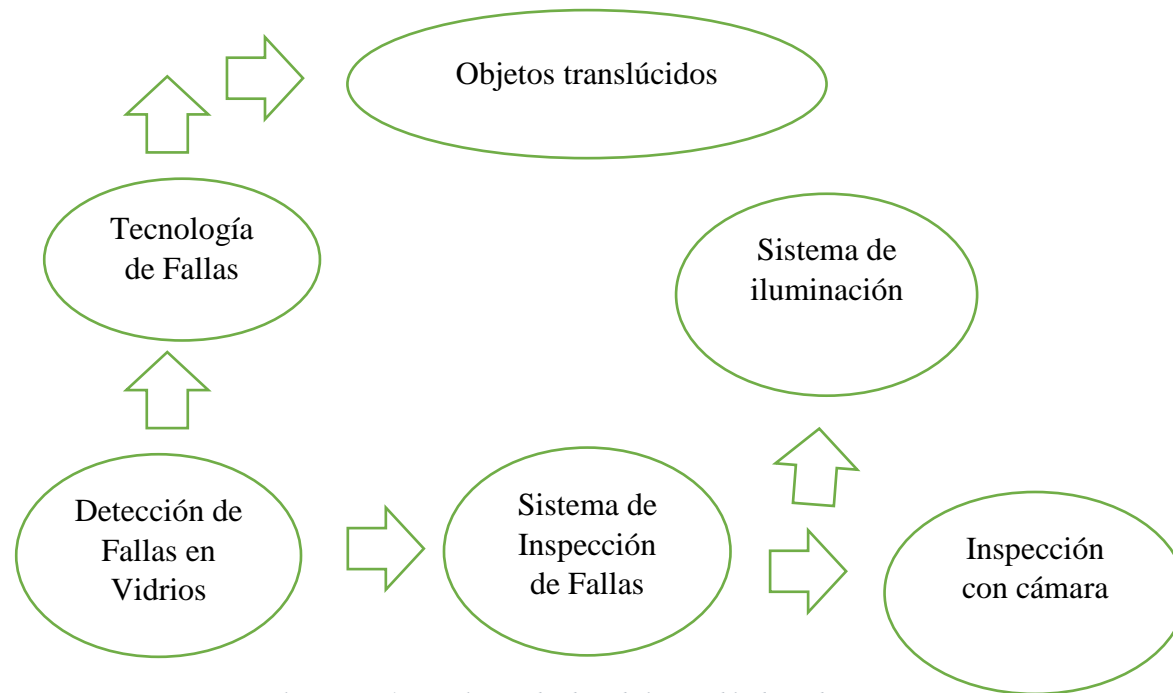 Objetos translúcidos
Tecnología
de Fallas
Sistema de
iluminación
Detección de
Fallas en
Vidrios
Sistema de
Inspección
de Fallas
Inspección
con cámara